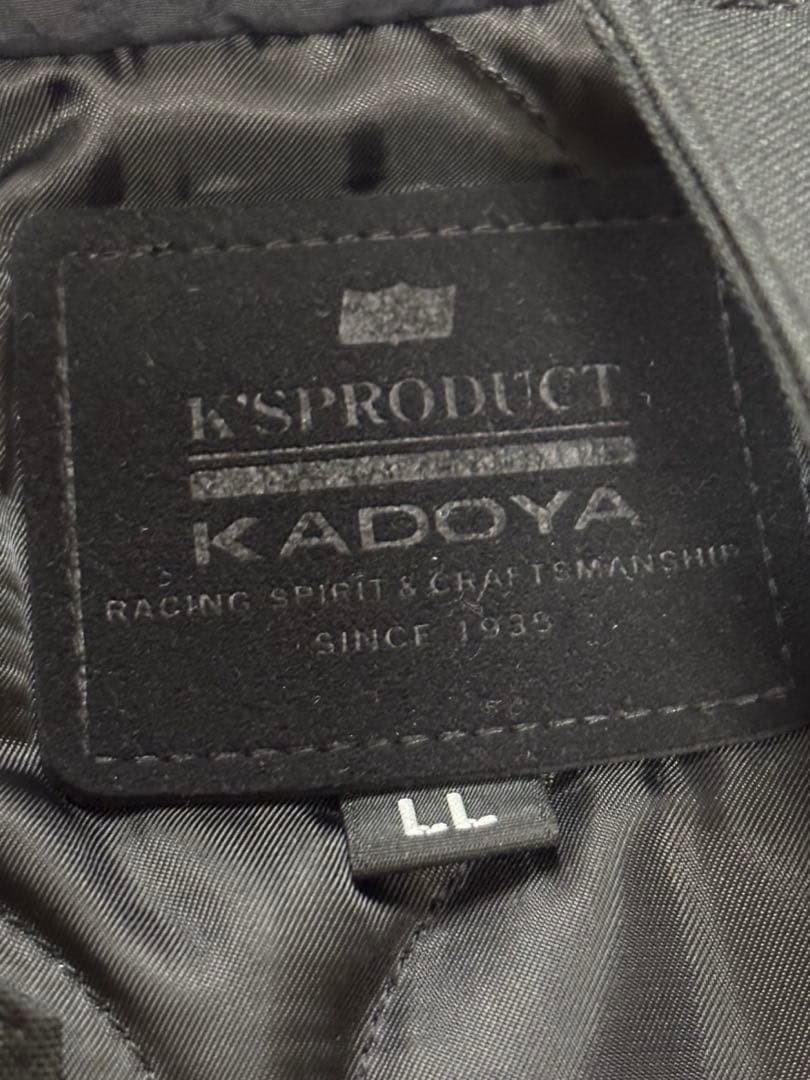 K'SPRODUCT
KADOYA
RACING SPIRIT & CRAFTSMANSHIP
SINCE 1935
LL